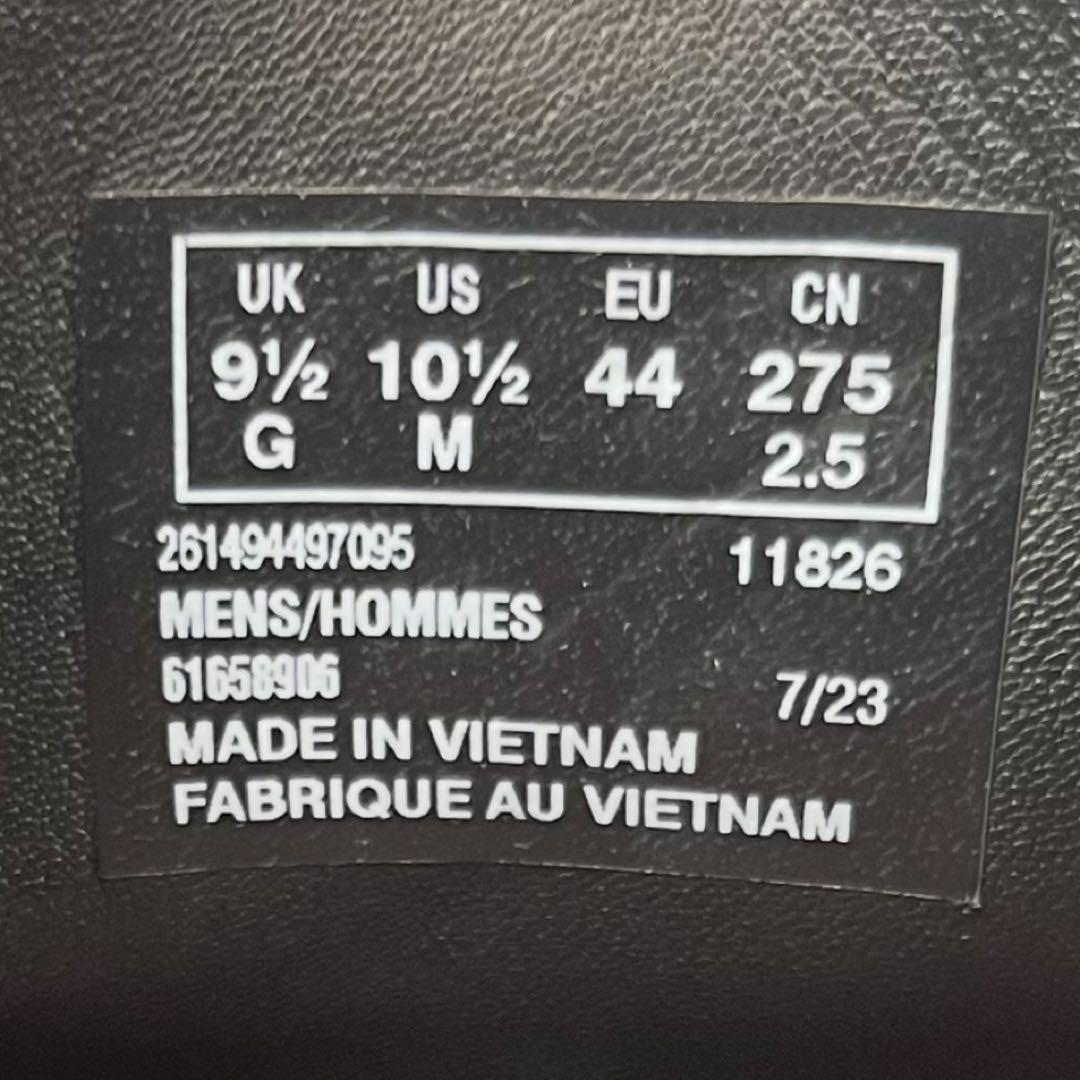 UK US EU CN
9½ 10½ 44 275
G M 2.5
261494497095 11826
MENS/HOMMES
61658906 7/23
MADE IN VIETNAM
FABRIQUE AU VIETNAM